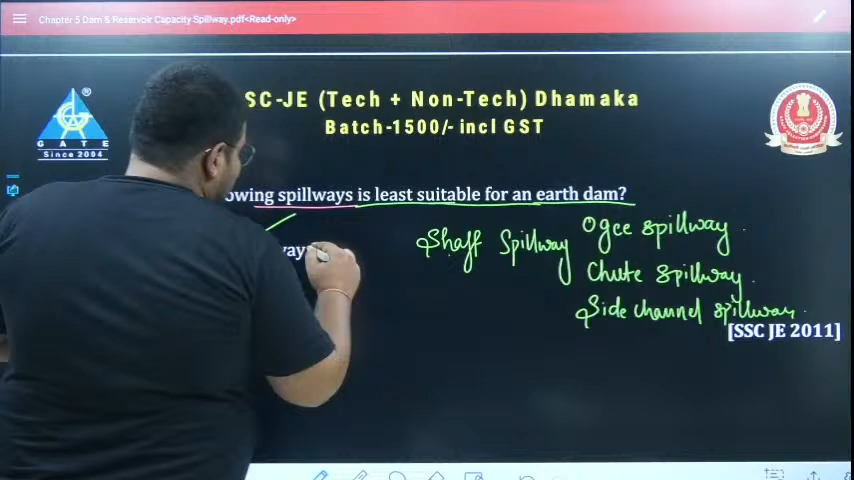 Chapter 5 Dam & Reservoir Capacity Spillway.pdf<Read-only>
SC-JE (Tech + Non-Tech) Dhamaka
Batch-1500/- incl GST
GATE
Since 2004
®
owing spillways is least suitable for an earth dam?
Shaff Spillway
Ogee spillway.
Chute spillway.
Side channel spillway.
[SSC JE 2011]